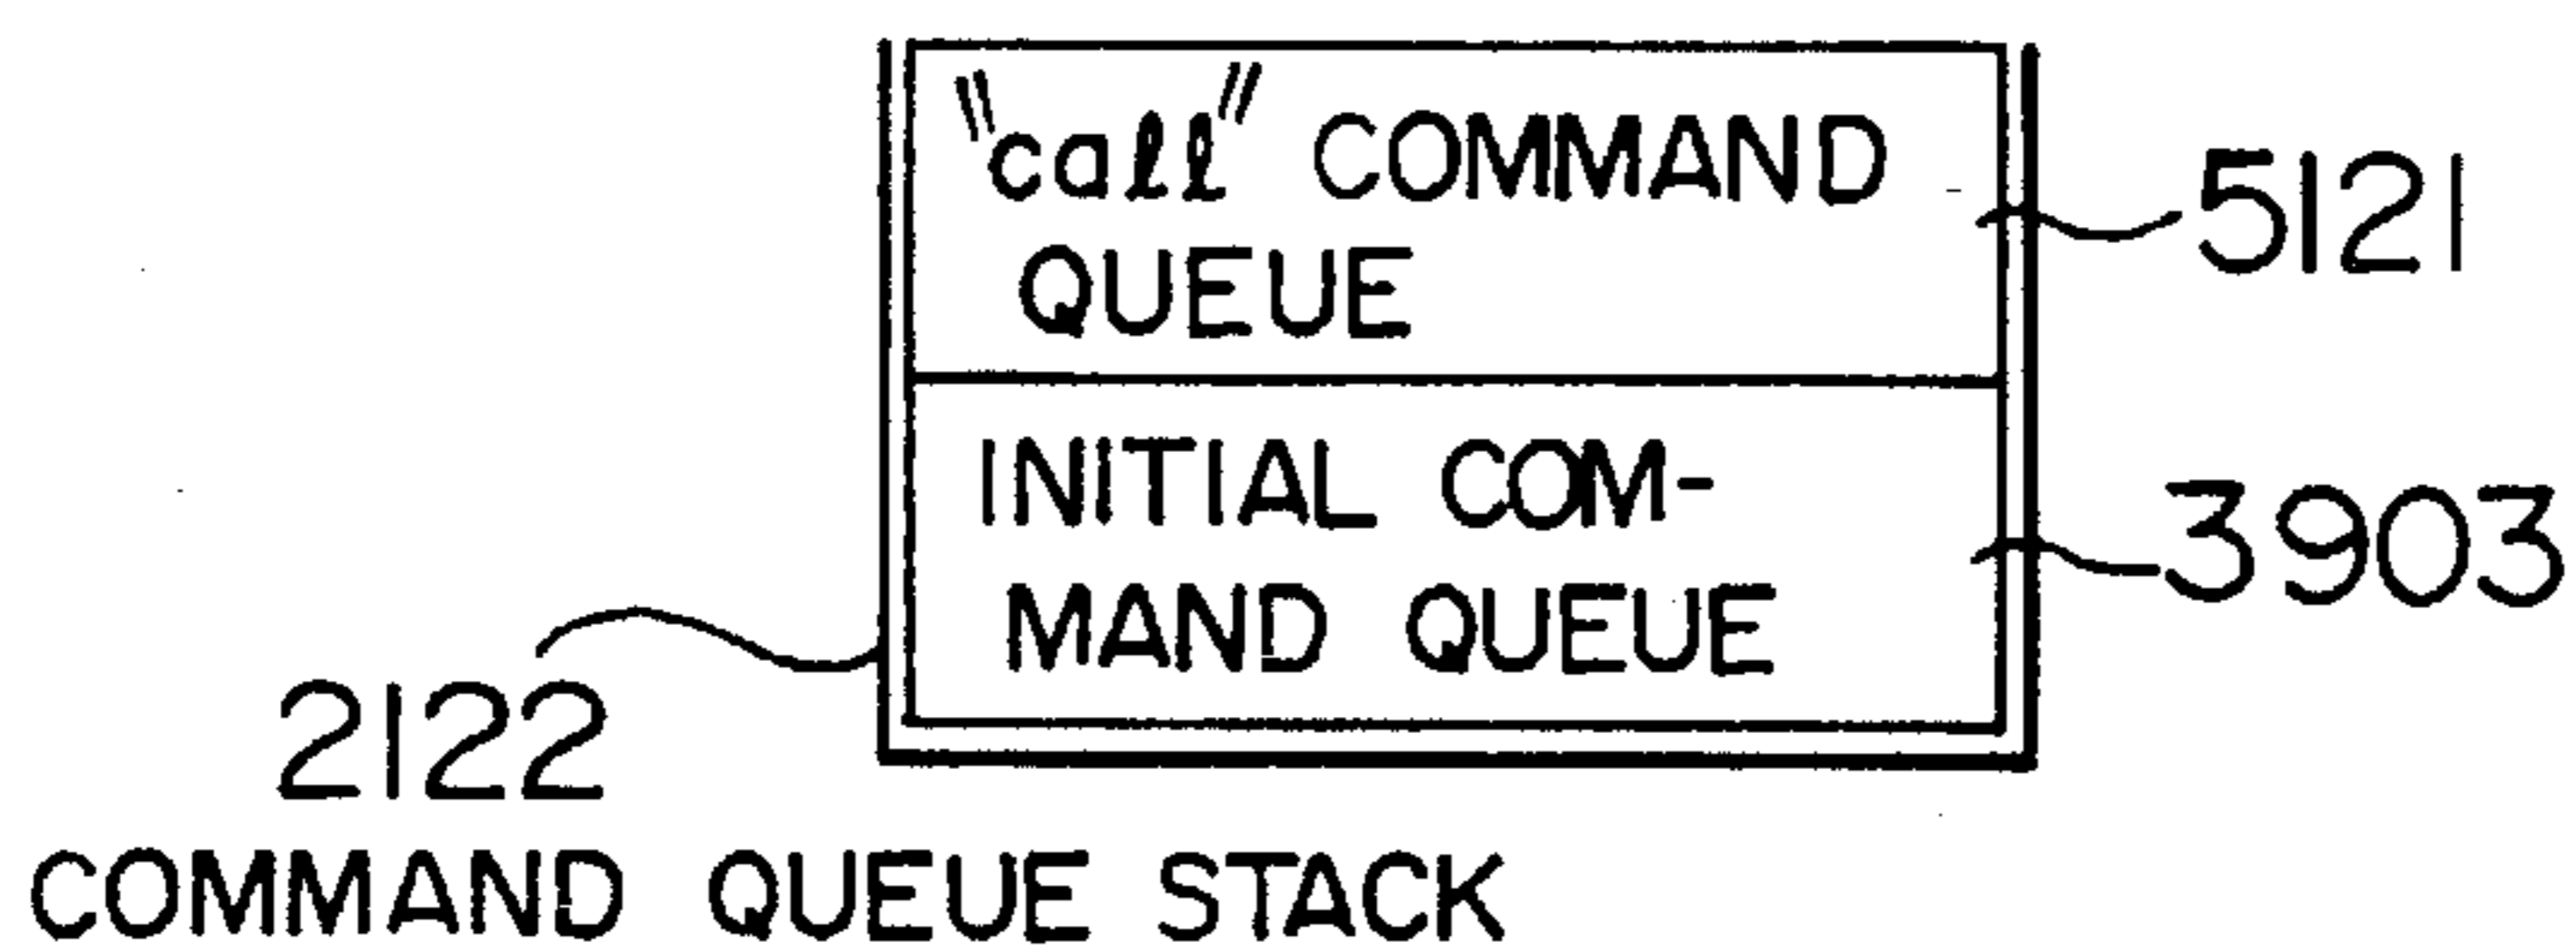 "call" COMMAND
QUEUE
5121
INITIAL COM-
MAND QUEUE
3903
2122
COMMAND QUEUE STACK